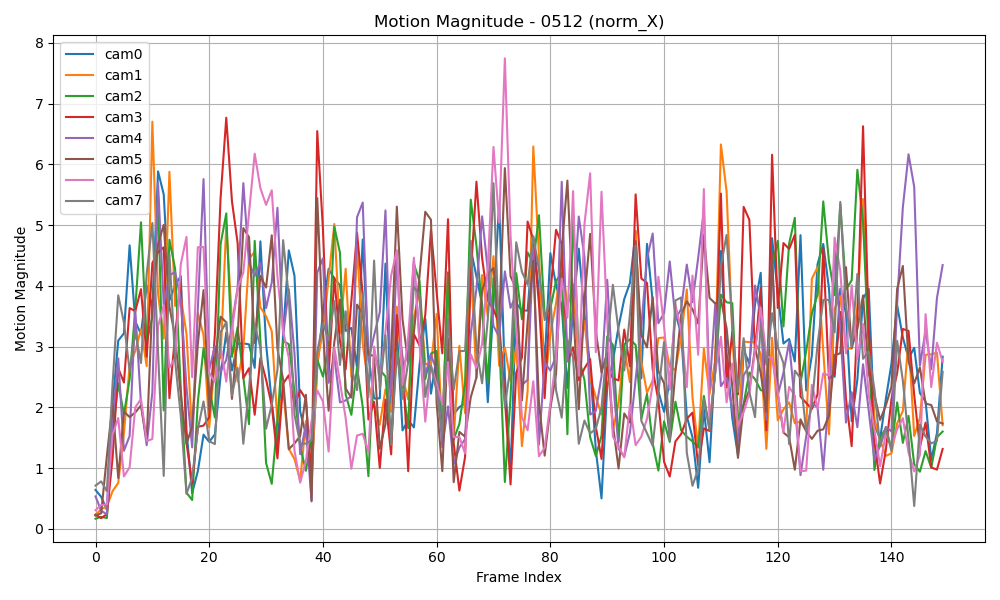 Motion Magnitude - 0512 (norm_X)
8
7
6
5
4
3
2
1
0
Motion Magnitude
cam0
cam1
cam2
cam3
cam4
cam5
cam6
cam7
0 20 40 60 80 100 120 140
Frame Index